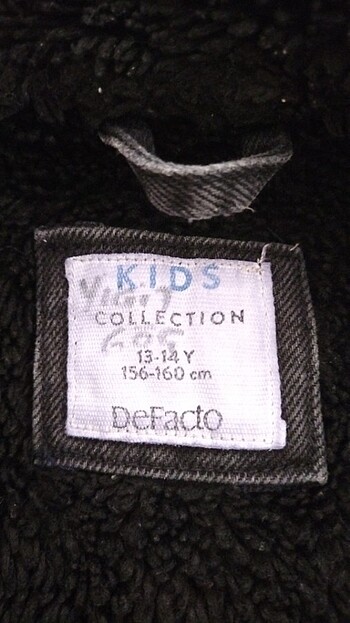 KIDS
COLLECTION
13-14 Y
156-160 cm
DeFacto